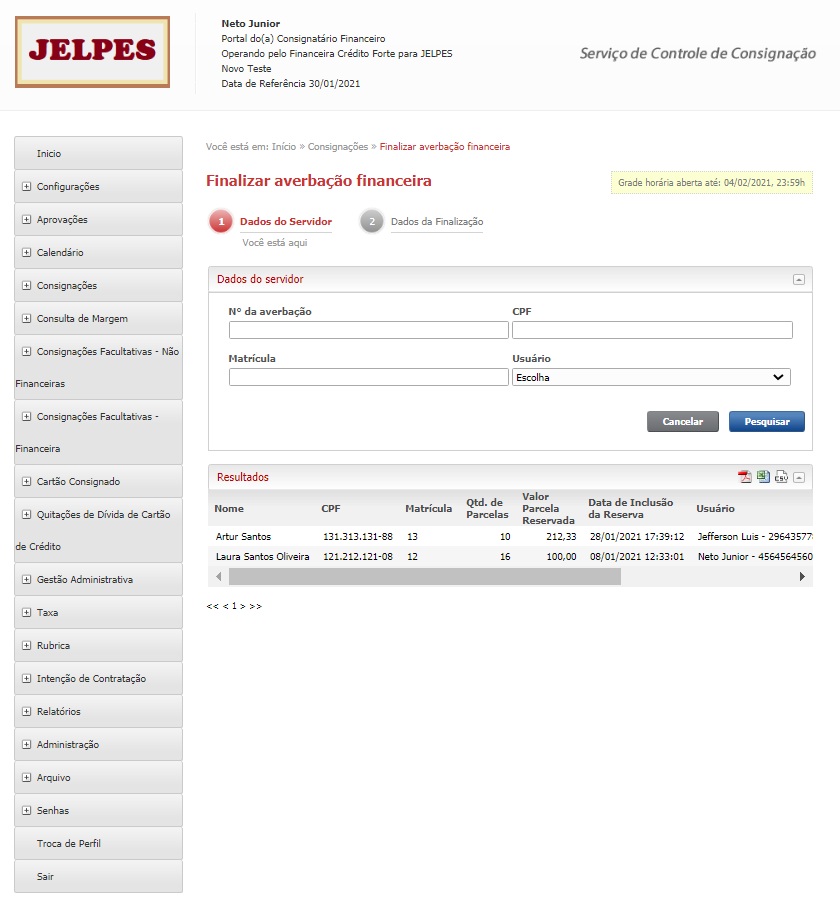 JELPES
Neto Junior
Portal do(a) Consignatário Financeiro
Operando pelo Financeira Crédito Forte para JELPES
Novo Teste
Data de Referência 30/01/2021
Serviço de Controle de Consignação
Inicio
Configurações
Aprovações
Calendário
Consignações
Consulta de Margem
Consignações Facultativas - Não
Financeiras
Consignações Facultativas -
Financeira
Cartão Consignado
Quitações de Dívida de Cartão
de Crédito
Gestão Administrativa
Taxa
Rubrica
Intenção de Contratação
Relatórios
Administração
Arquivo
Senhas
Troca de Perfil
Sair
Você está em: Início » Consignações » Finalizar averbação financeira
Finalizar averbação financeira
Grade horária aberta até: 04/02/2021, 23:59h
1 Dados do Servidor 2 Dados da Finalização
Você está aqui
Dados do servidor
Nº da averbação CPF
Matrícula Usuário
Escolha
Cancelar Pesquisar
Resultados
Nome CPF Matrícula Qtd. de Parcelas Valor Parcela Reservada Data de Inclusão da Reserva Usuário
Artur Santos 131.313.131-88 13 10 212,33 28/01/2021 17:39:12 Jefferson Luis - 296435778
Laura Santos Oliveira 121.212.121-08 12 16 100,00 08/01/2021 12:33:01 Neto Junior - 4564564560
<< < 1 > >>